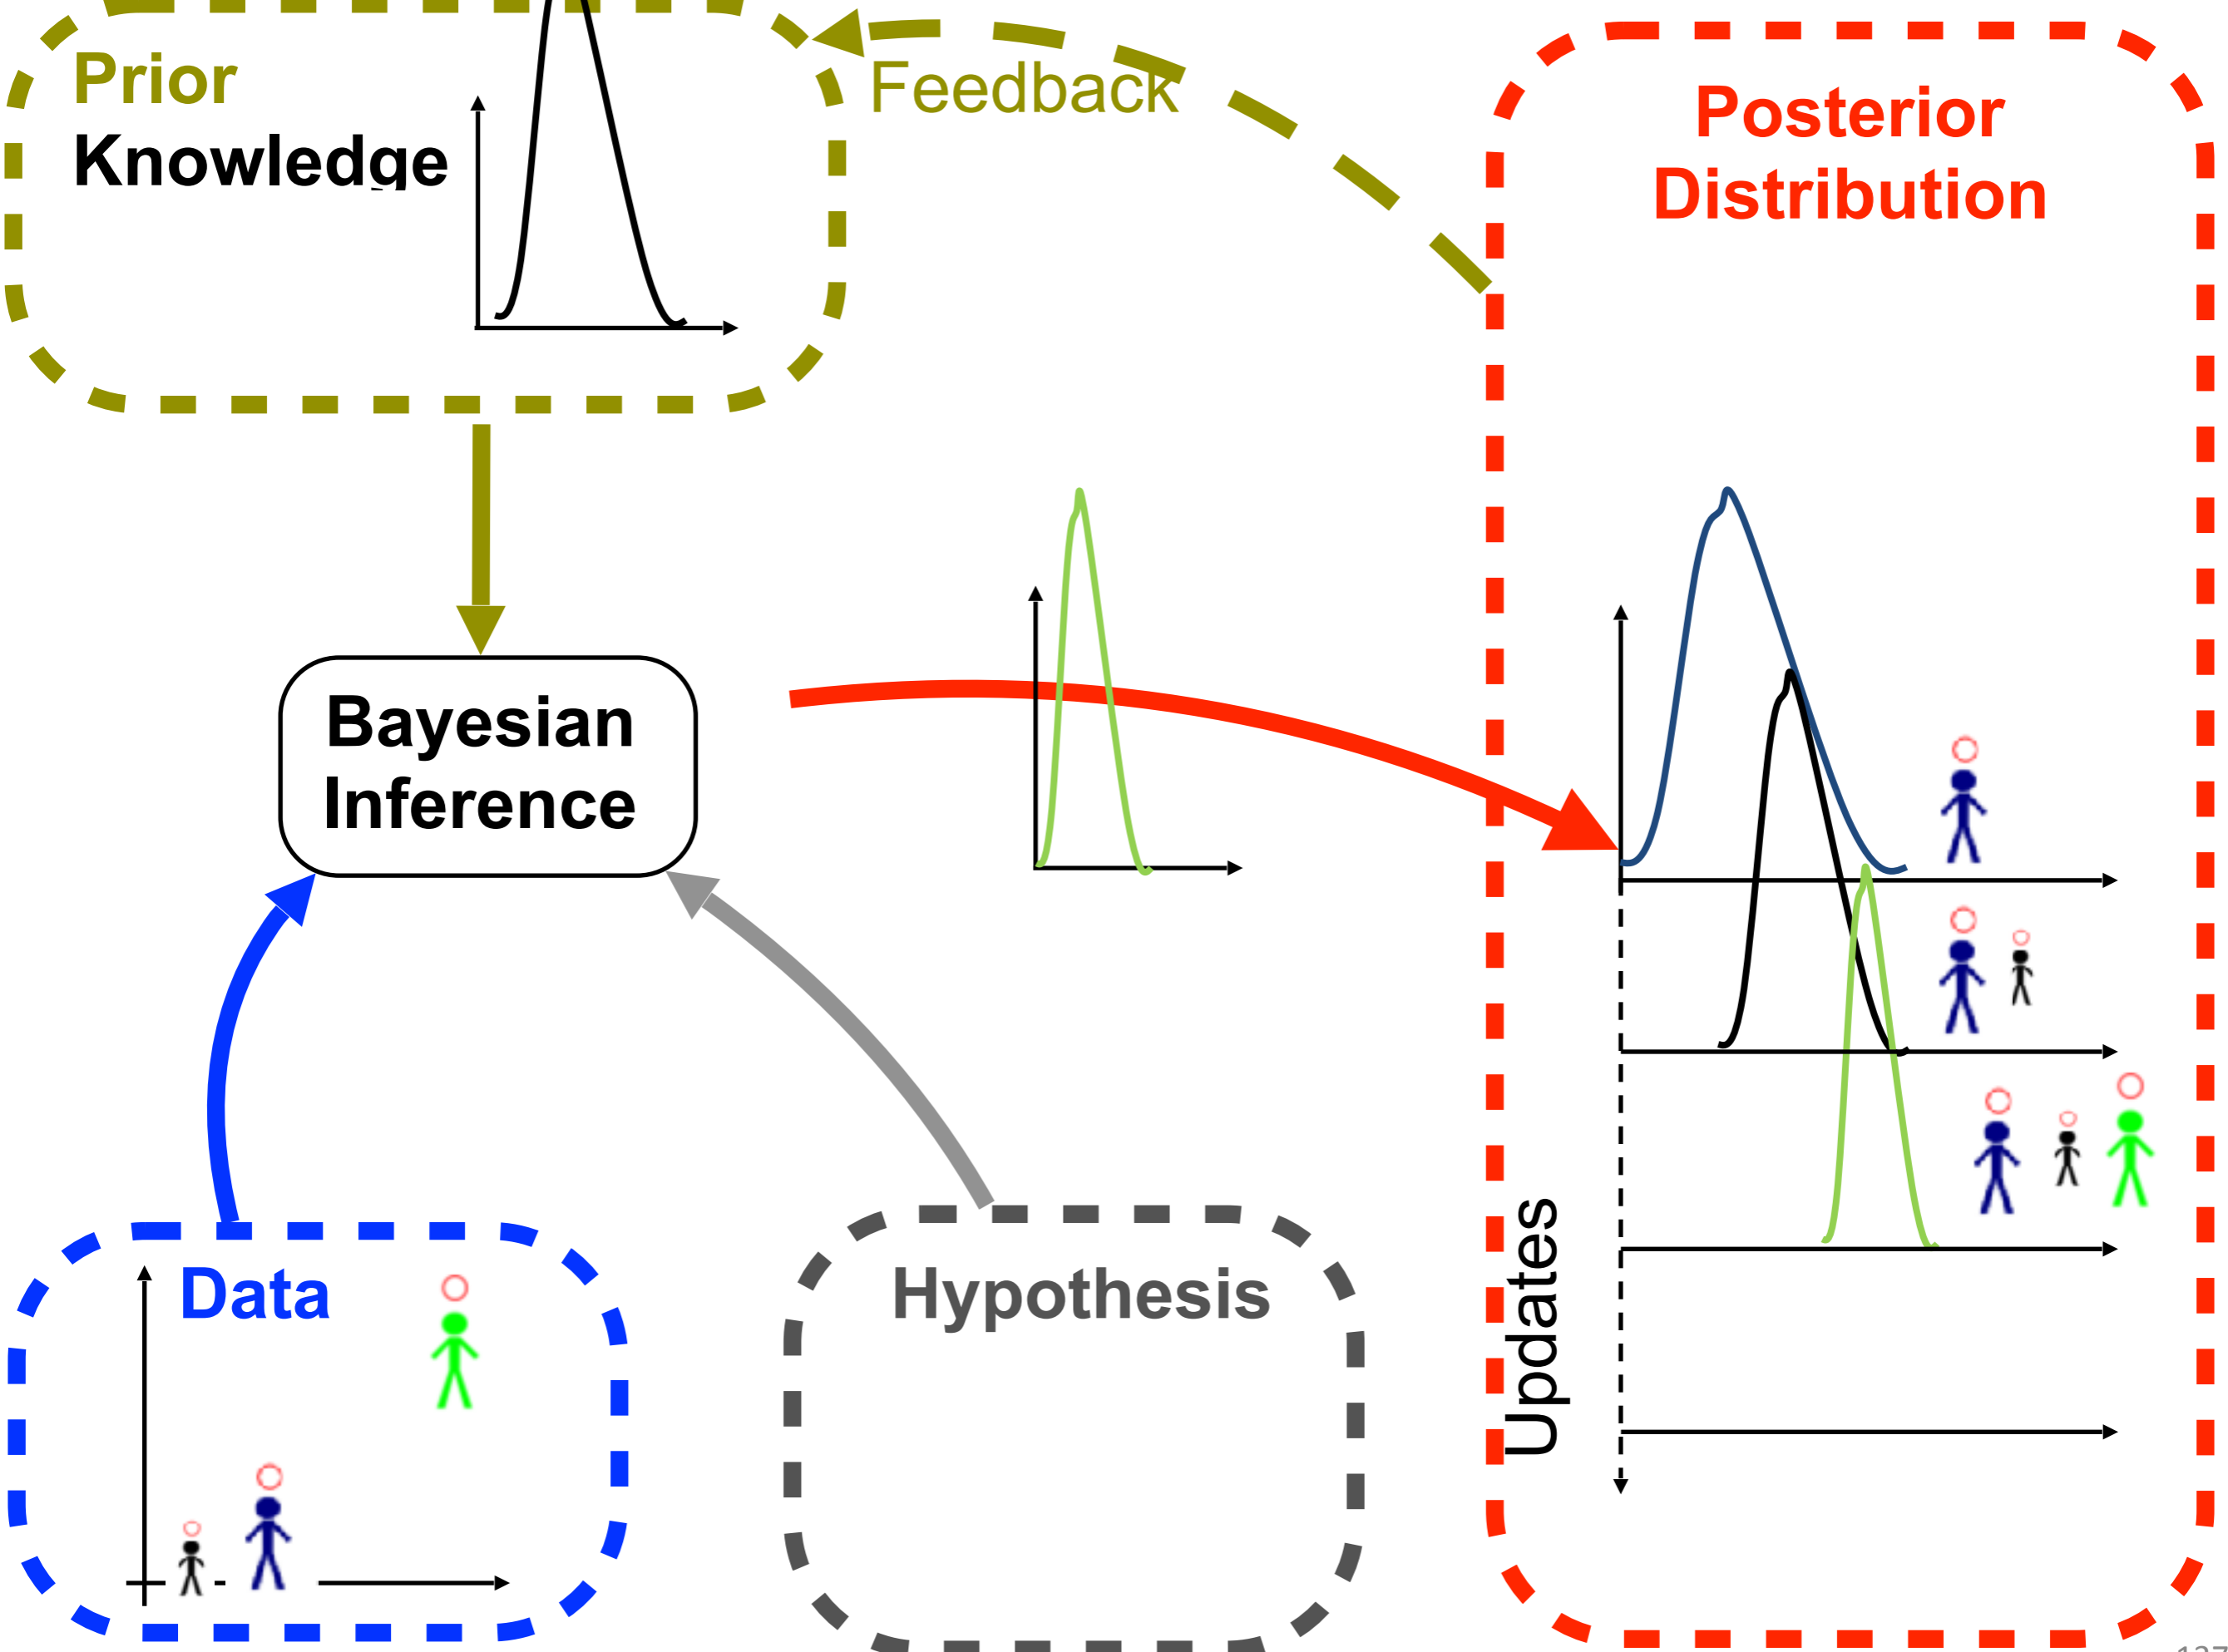 Prior
Knowledge
Feedback
Posterior
Distribution
Bayesian
Inference
Data
Hypothesis
Updates